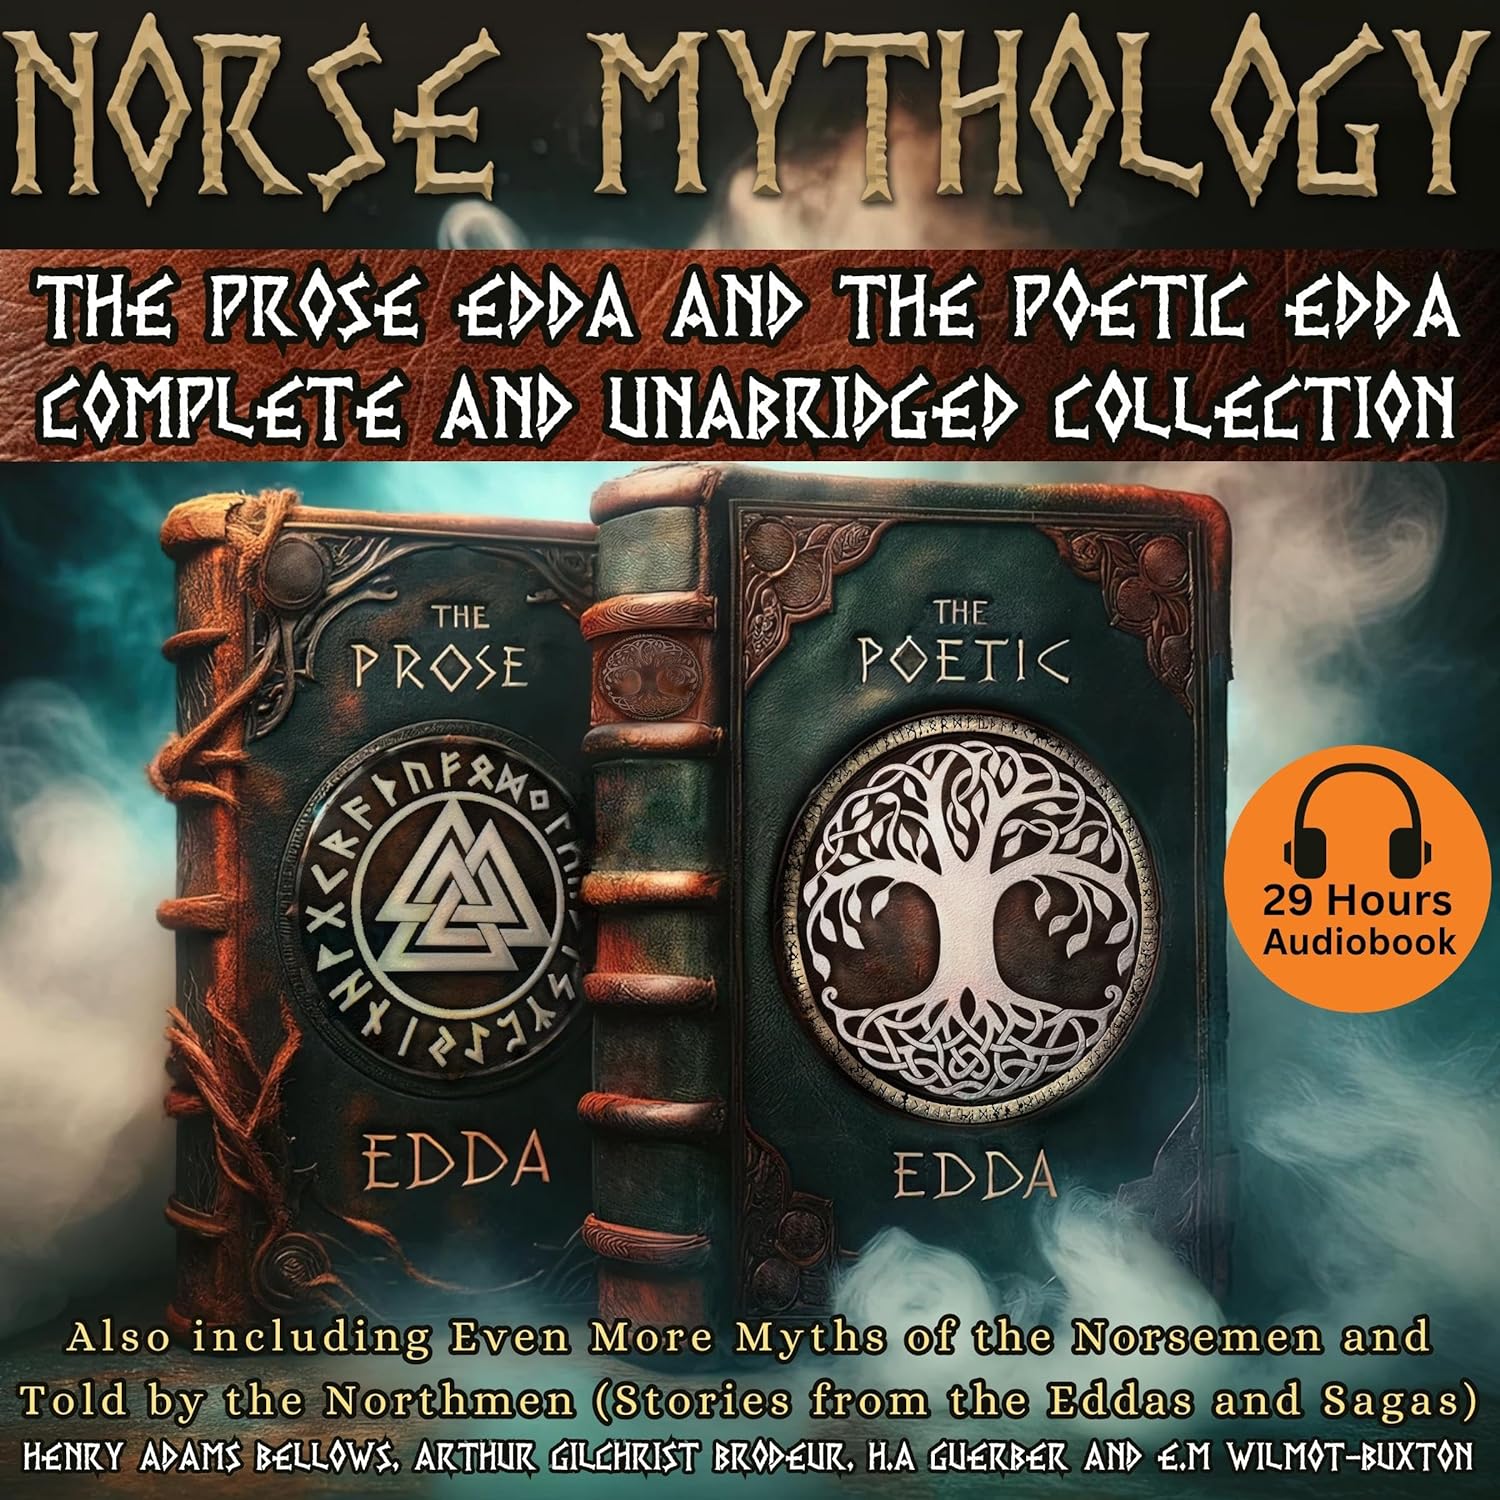 NORSE MYTHOLOGY
THE PROSE EDDA AND THE POETIC EDDA
COMPLETE AND UNABRIDGED COLLECTION
THE
PROSE
EDDA
THE
POETIC
EDDA
29 Hours
Audiobook
Also including Even More Myths of the Norsemen and
Told by the Northmen (Stories from the Eddas and Sagas)
HENRY ADAMS BELLOWS, ARTHUR GILCHRIST BRODEUR, H.A GUERBER AND E.M WILMOT-BUXTON